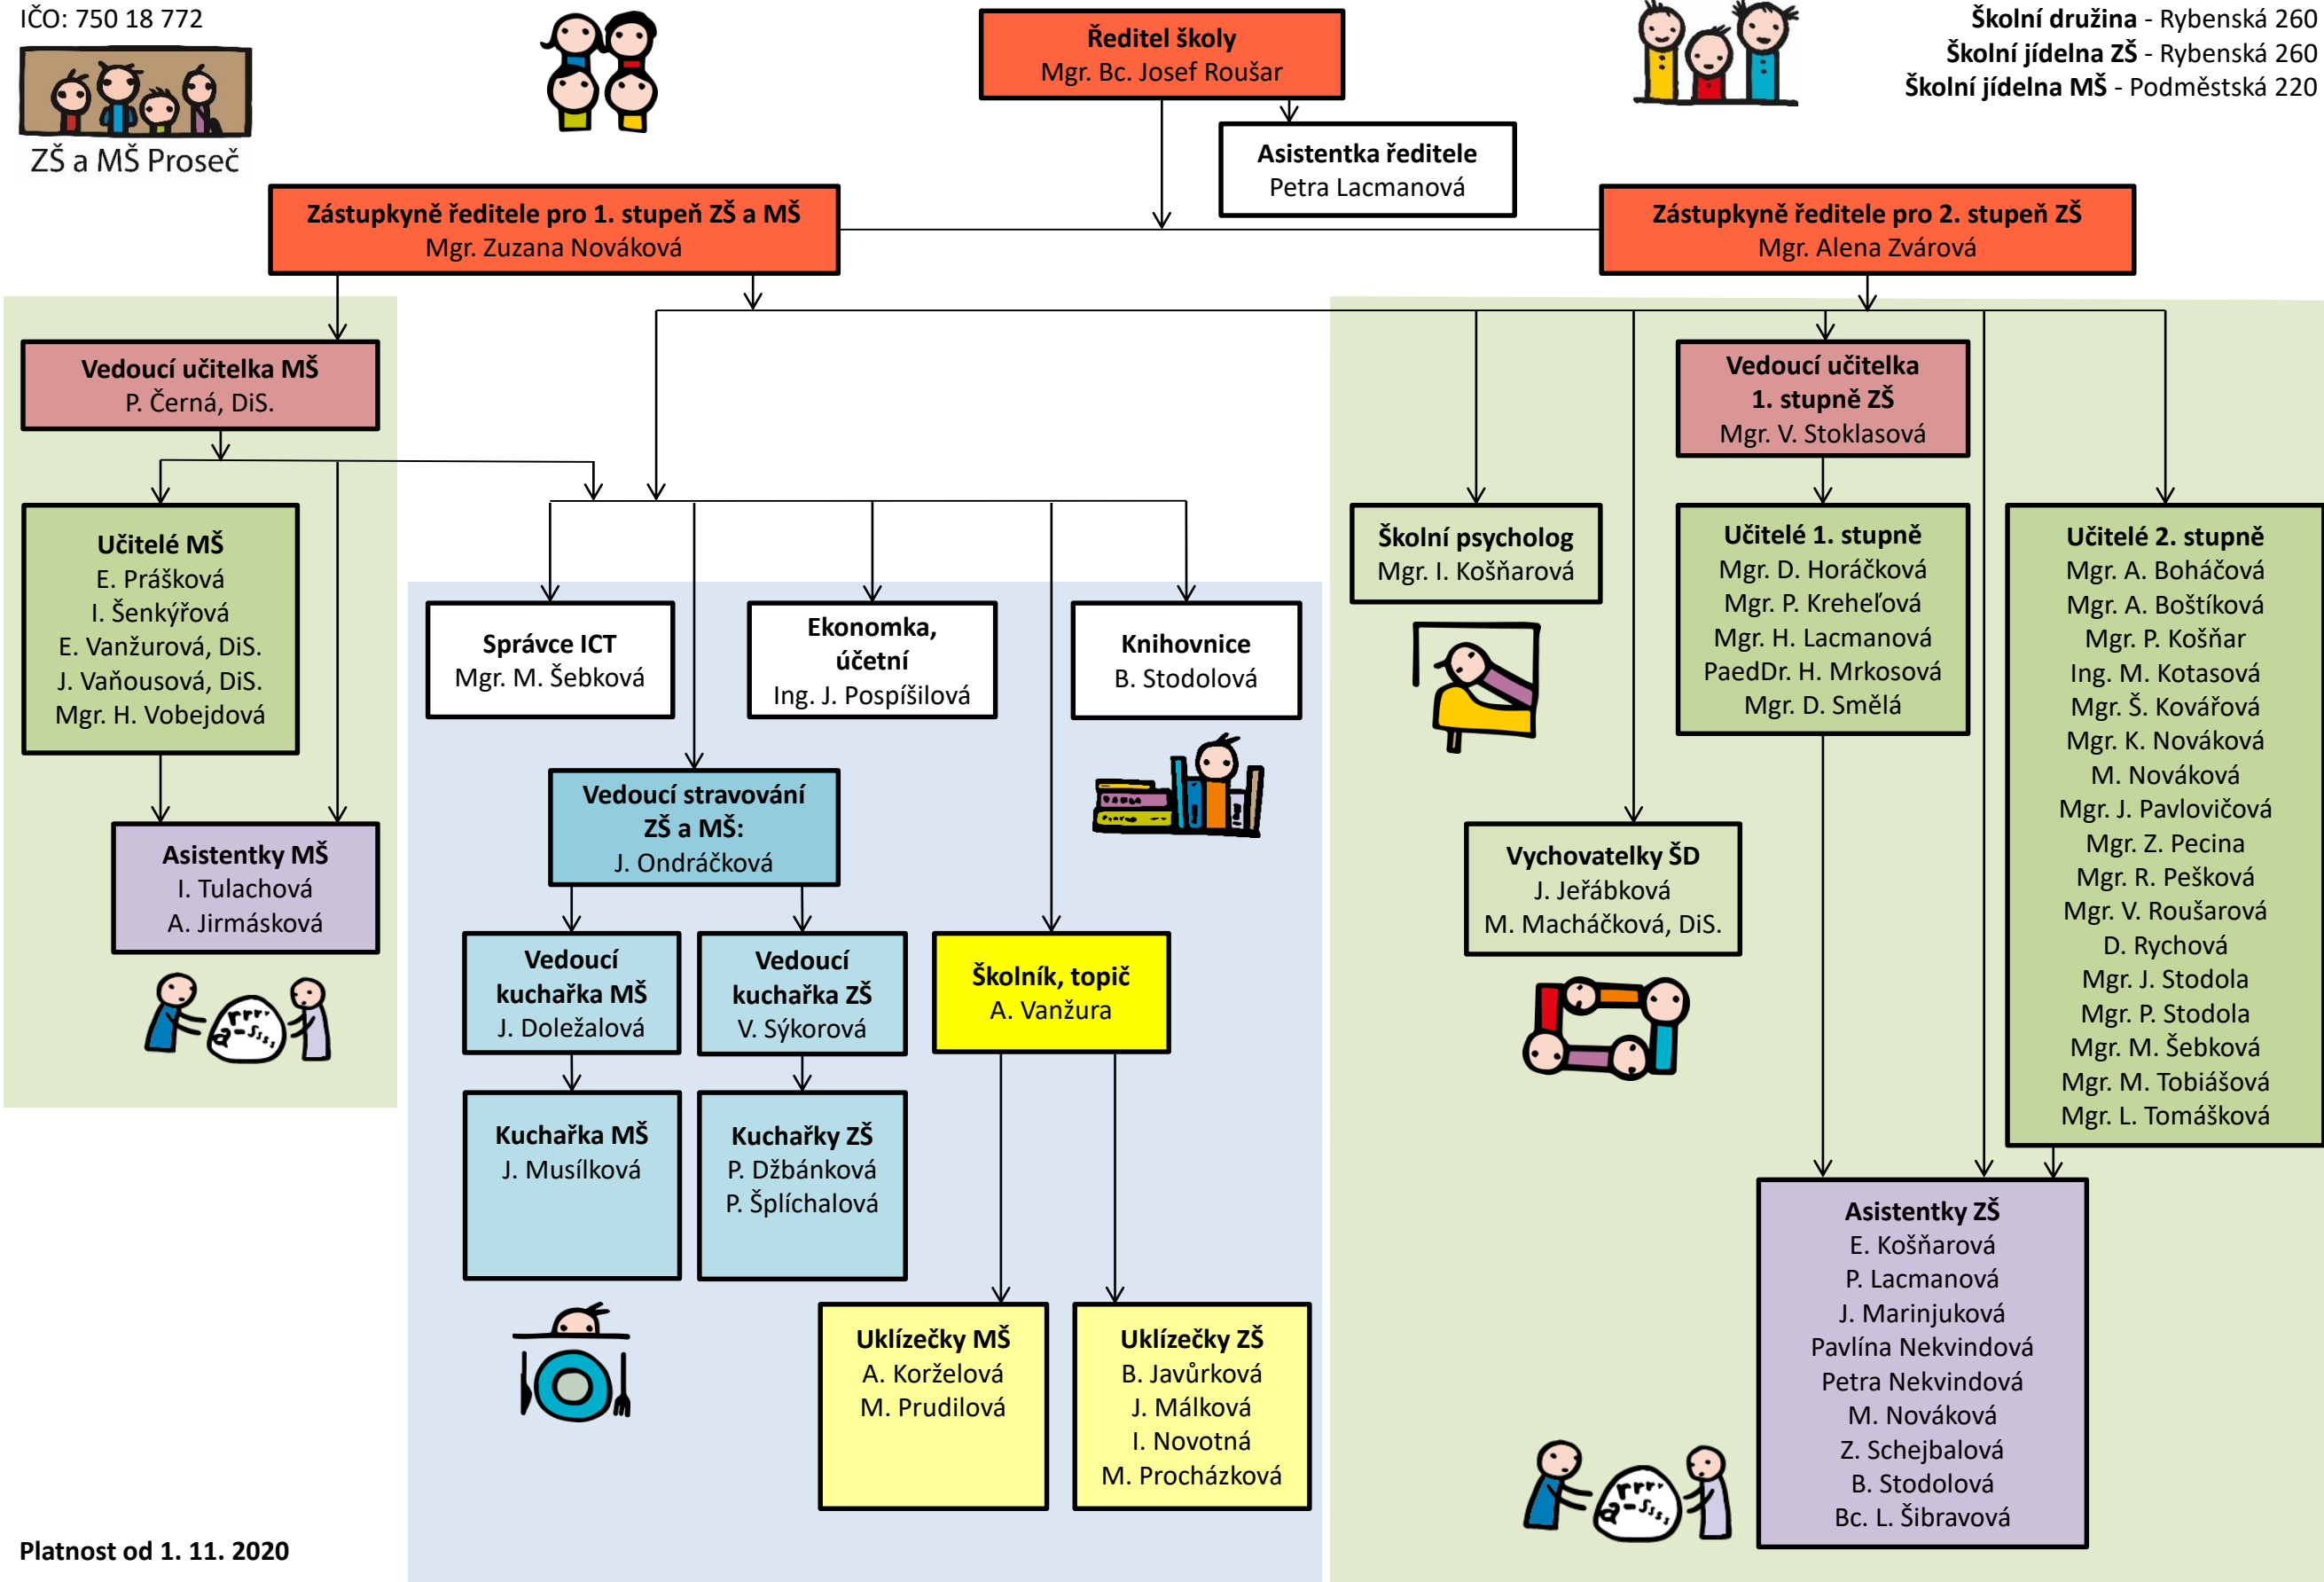 IČO: 750 18 772
ZŠ a MŠ Proseč
Ředitel školy
Mgr. Bc. Josef Roušar
Školní družina - Rybenská 260
Školní jídelna ZŠ - Rybenská 260
Školní jídelna MŠ - Podměstská 220
Asistentka ředitele
Petra Lacmanová
Zástupkyně ředitele pro 1. stupeň ZŠ a MŠ
Mgr. Zuzana Nováková
Zástupkyně ředitele pro 2. stupeň ZŠ
Mgr. Alena Zvárová
Vedoucí učitelka MŠ
P. Černá, DiS.
Vedoucí učitelka
1. stupně ZŠ
Mgr. V. Stoklasová
Učitelé MŠ
E. Prášková
I. Šenkýřová
E. Vanžurová, DiS.
J. Vaňousová, DiS.
Mgr. H. Vobejdová
Asistentky MŠ
I. Tulachová
A. Jirmásková
rrrr
a-ssss
Správce ICT
Mgr. M. Šebková
Ekonomka,
účetní
Ing. J. Pospíšilová
Knihovnice
B. Stodolová
Vedoucí stravování
ZŠ a MŠ:
J. Ondráčková
Vedoucí
kuchařka MŠ
J. Doležalová
Vedoucí
kuchařka ZŠ
V. Sýkorová
Školník, topič
A. Vanžura
Kuchařka MŠ
J. Musílková
Kuchařky ZŠ
P. Džbánková
P. Šplíchalová
Uklízečky MŠ
A. Korželová
M. Prudilová
Uklízečky ZŠ
B. Javůrková
J. Málková
I. Novotná
M. Procházková
Školní psycholog
Mgr. I. Košňarová
Vychovatelky ŠD
J. Jeřábková
M. Macháčková, DiS.
Učitelé 1. stupně
Mgr. D. Horáčková
Mgr. P. Kreheľová
Mgr. H. Lacmanová
PaedDr. H. Mrkosová
Mgr. D. Smělá
Učitelé 2. stupně
Mgr. A. Boháčová
Mgr. A. Boštíková
Mgr. P. Košňar
Ing. M. Kotasová
Mgr. Š. Kovářová
Mgr. K. Nováková
M. Nováková
Mgr. J. Pavlovičová
Mgr. Z. Pecina
Mgr. R. Pešková
Mgr. V. Roušarová
D. Rychová
Mgr. J. Stodola
Mgr. P. Stodola
Mgr. M. Šebková
Mgr. M. Tobiášová
Mgr. L. Tomášková
Asistentky ZŠ
E. Košňarová
P. Lacmanová
J. Marinjuková
Pavlína Nekvindová
Petra Nekvindová
M. Nováková
Z. Schejbalová
B. Stodolová
Bc. L. Šibravová
rrrr
a-ssss
Platnost od 1. 11. 2020